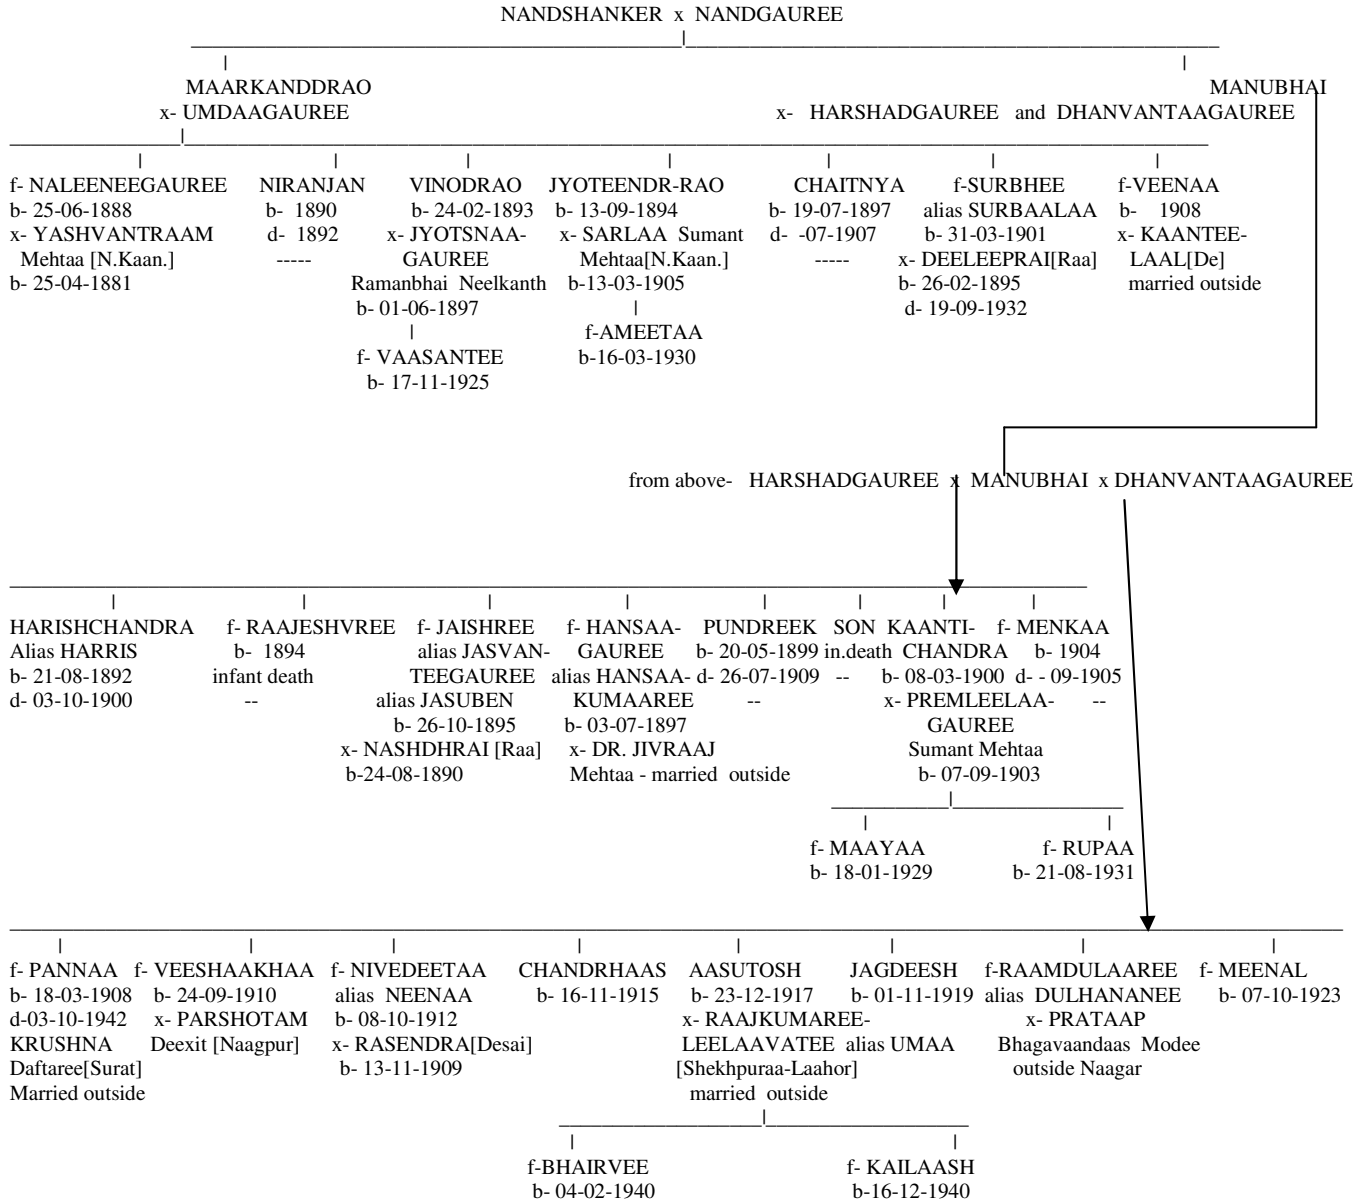 NANDSHANKER x NANDGAUREE
MAARKANDDRAO MANUBHAI
x- UMDAAGAUREE x- HARSHADGAUREE and DHANVANTAAGAUREE
f- NALEENEEGAUREE NIRANJAN VINODRAO JYOTEENDR-RAO CHAITNYA f-SURBHEE f-VEENAA
b- 25-06-1888 b- 1890 b- 24-02-1893 b- 13-09-1894 b- 19-07-1897 alias SURBAALAA b- 1908
x- YASHVANTRAAM d- 1892 x- JYOTSNAA- x- SARLAA Sumant d- -07-1907 b- 31-03-1901 x- KAANTEE-
Mehtaa [N.Kaan.] ----- GAUREE Mehtaa[N.Kaan.] ----- x- DEELEEPRAI[Raa] LAAL[De]
b- 25-04-1881 Ramanbhai Neelkanth b-13-03-1905 b- 26-02-1895 married outside
b- 01-06-1897 d- 19-09-1932
f-AMEETAA
f- VAASANTEE b-16-03-1930
b- 17-11-1925
from above- HARSHADGAUREE x MANUBHAI x DHANVANTAAGAUREE
HARISHCHANDRA f- RAAJESHVREE f- JAISHREE f- HANSAA- PUNDREEK SON KAANTI- f- MENKAA
Alias HARRIS b- 1894 alias JASVAN- GAUREE b- 20-05-1899 in.death CHANDRA b- 1904
b- 21-08-1892 infant death TEEGAUREE alias HANSAA- d- 26-07-1909 -- b- 08-03-1900 d- - 09-1905
d- 03-10-1900 -- alias JASUBEN KUMAAREE -- x- PREMLEELAA- --
b- 26-10-1895 b- 03-07-1897 GAUREE
x- NASHDHRAI [Raa] x- DR. JIVRAAJ Sumant Mehtaa
b-24-08-1890 Mehtaa - married outside b- 07-09-1903
f- MAAYAA f- RUPAA
b- 18-01-1929 b- 21-08-1931
f- PANNAA f- VEESHAAKHAA f- NIVEDEETAA CHANDRHAAS AASUTOSH JAGDEESH f-RAAMDULAAREE f- MEENAL
b- 18-03-1908 b- 24-09-1910 alias NEENAA b- 16-11-1915 b- 23-12-1917 b- 01-11-1919 alias DULHANANEE b- 07-10-1923
d-03-10-1942 x- PARSHOTAM b- 08-10-1912 x- RAAJKUMAREE- x- PRATAAP
KRUSHNA Deexit [Naagpur] x- RASENDRA[Desai] LEELAAVATEE alias UMAA Bhagavaandaas Modee
Daftaree[Surat] b- 13-11-1909 [Shekhpuraa-Laahor] outside Naagar
Married outside married outside
f-BHAIRVEE f- KAILAASH
b- 04-02-1940 b-16-12-1940